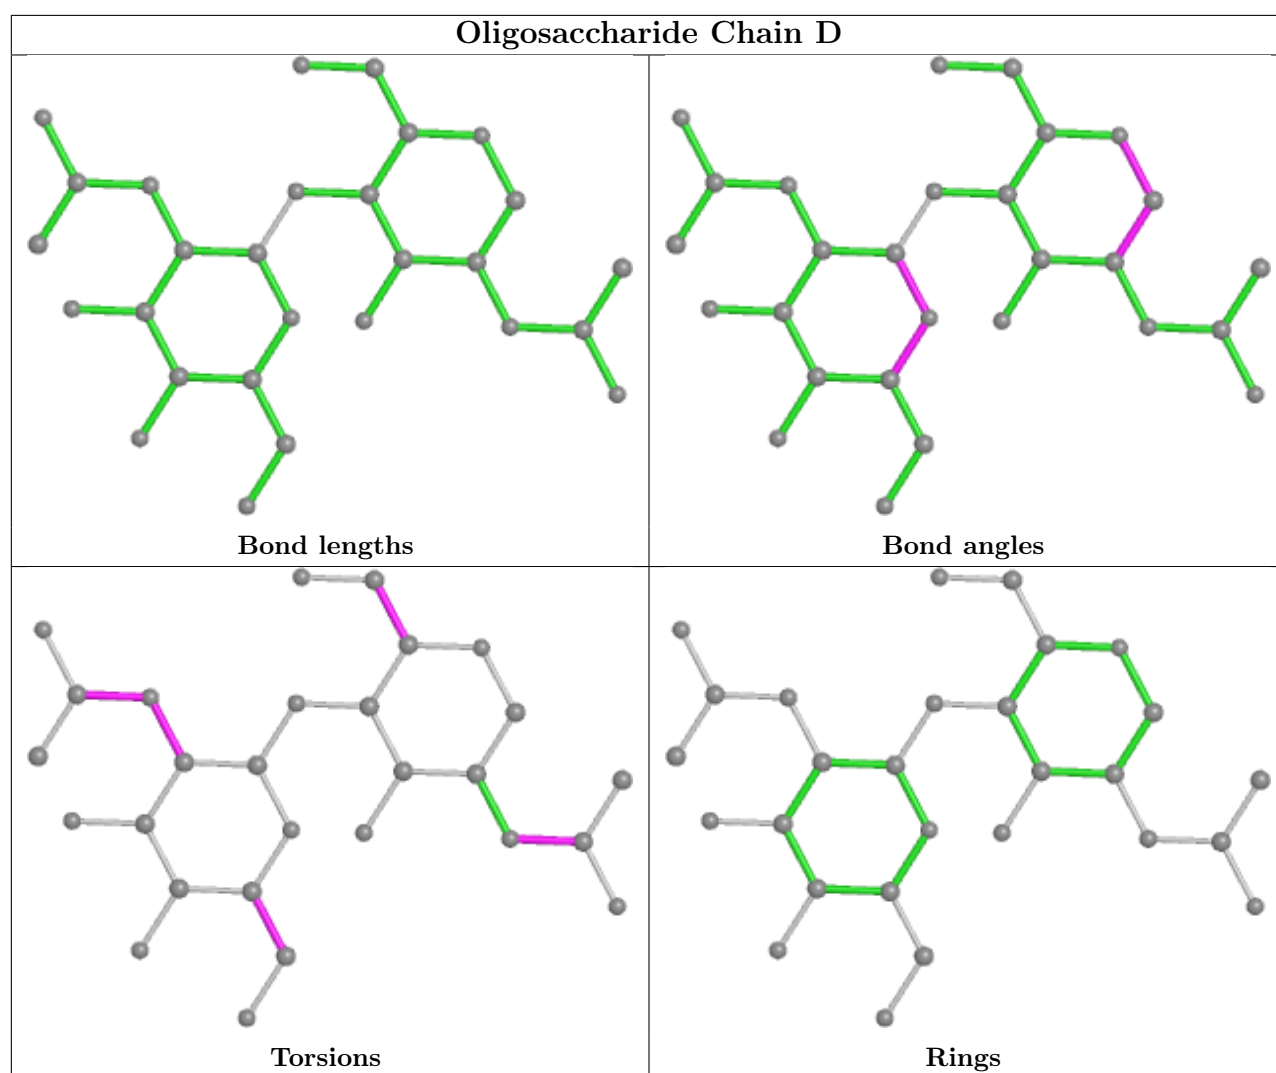 Oligosaccharide Chain D
Bond lengths
Bond angles
Torsions
Rings